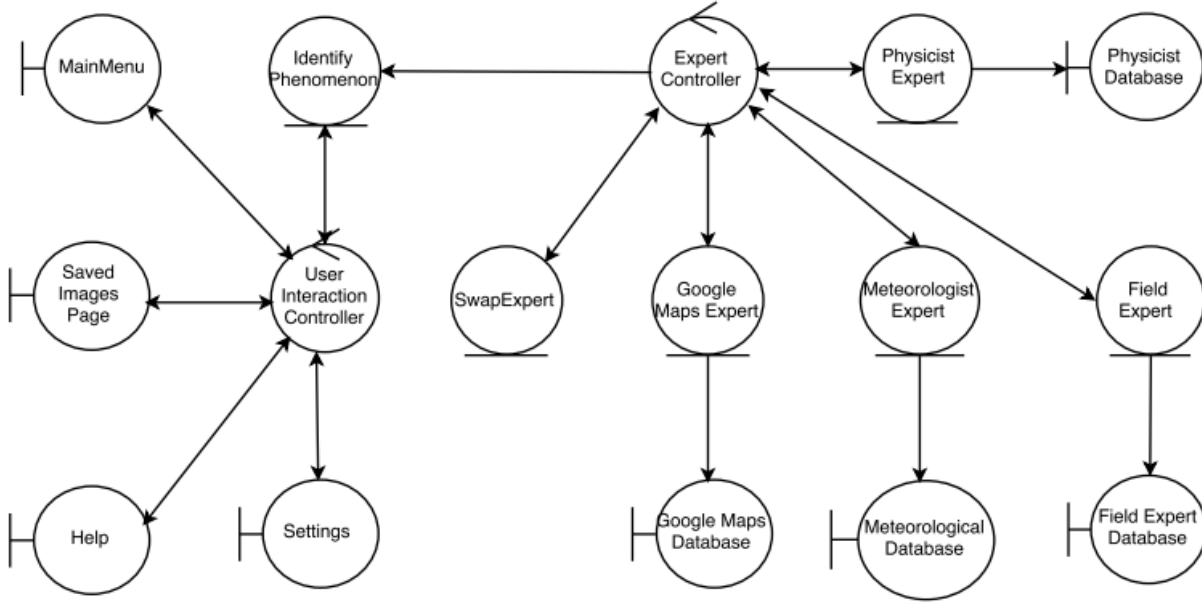 MainMenu
Identify
Phenomenon
Expert
Controller
Physicist
Expert
Physicist
Database
Saved
Images
Page
User
Interaction
Controller
SwapExpert
Google
Maps Expert
Meteorologist
Expert
Field
Expert
Help
Settings
Google Maps
Database
Meteorological
Database
Field Expert
Database